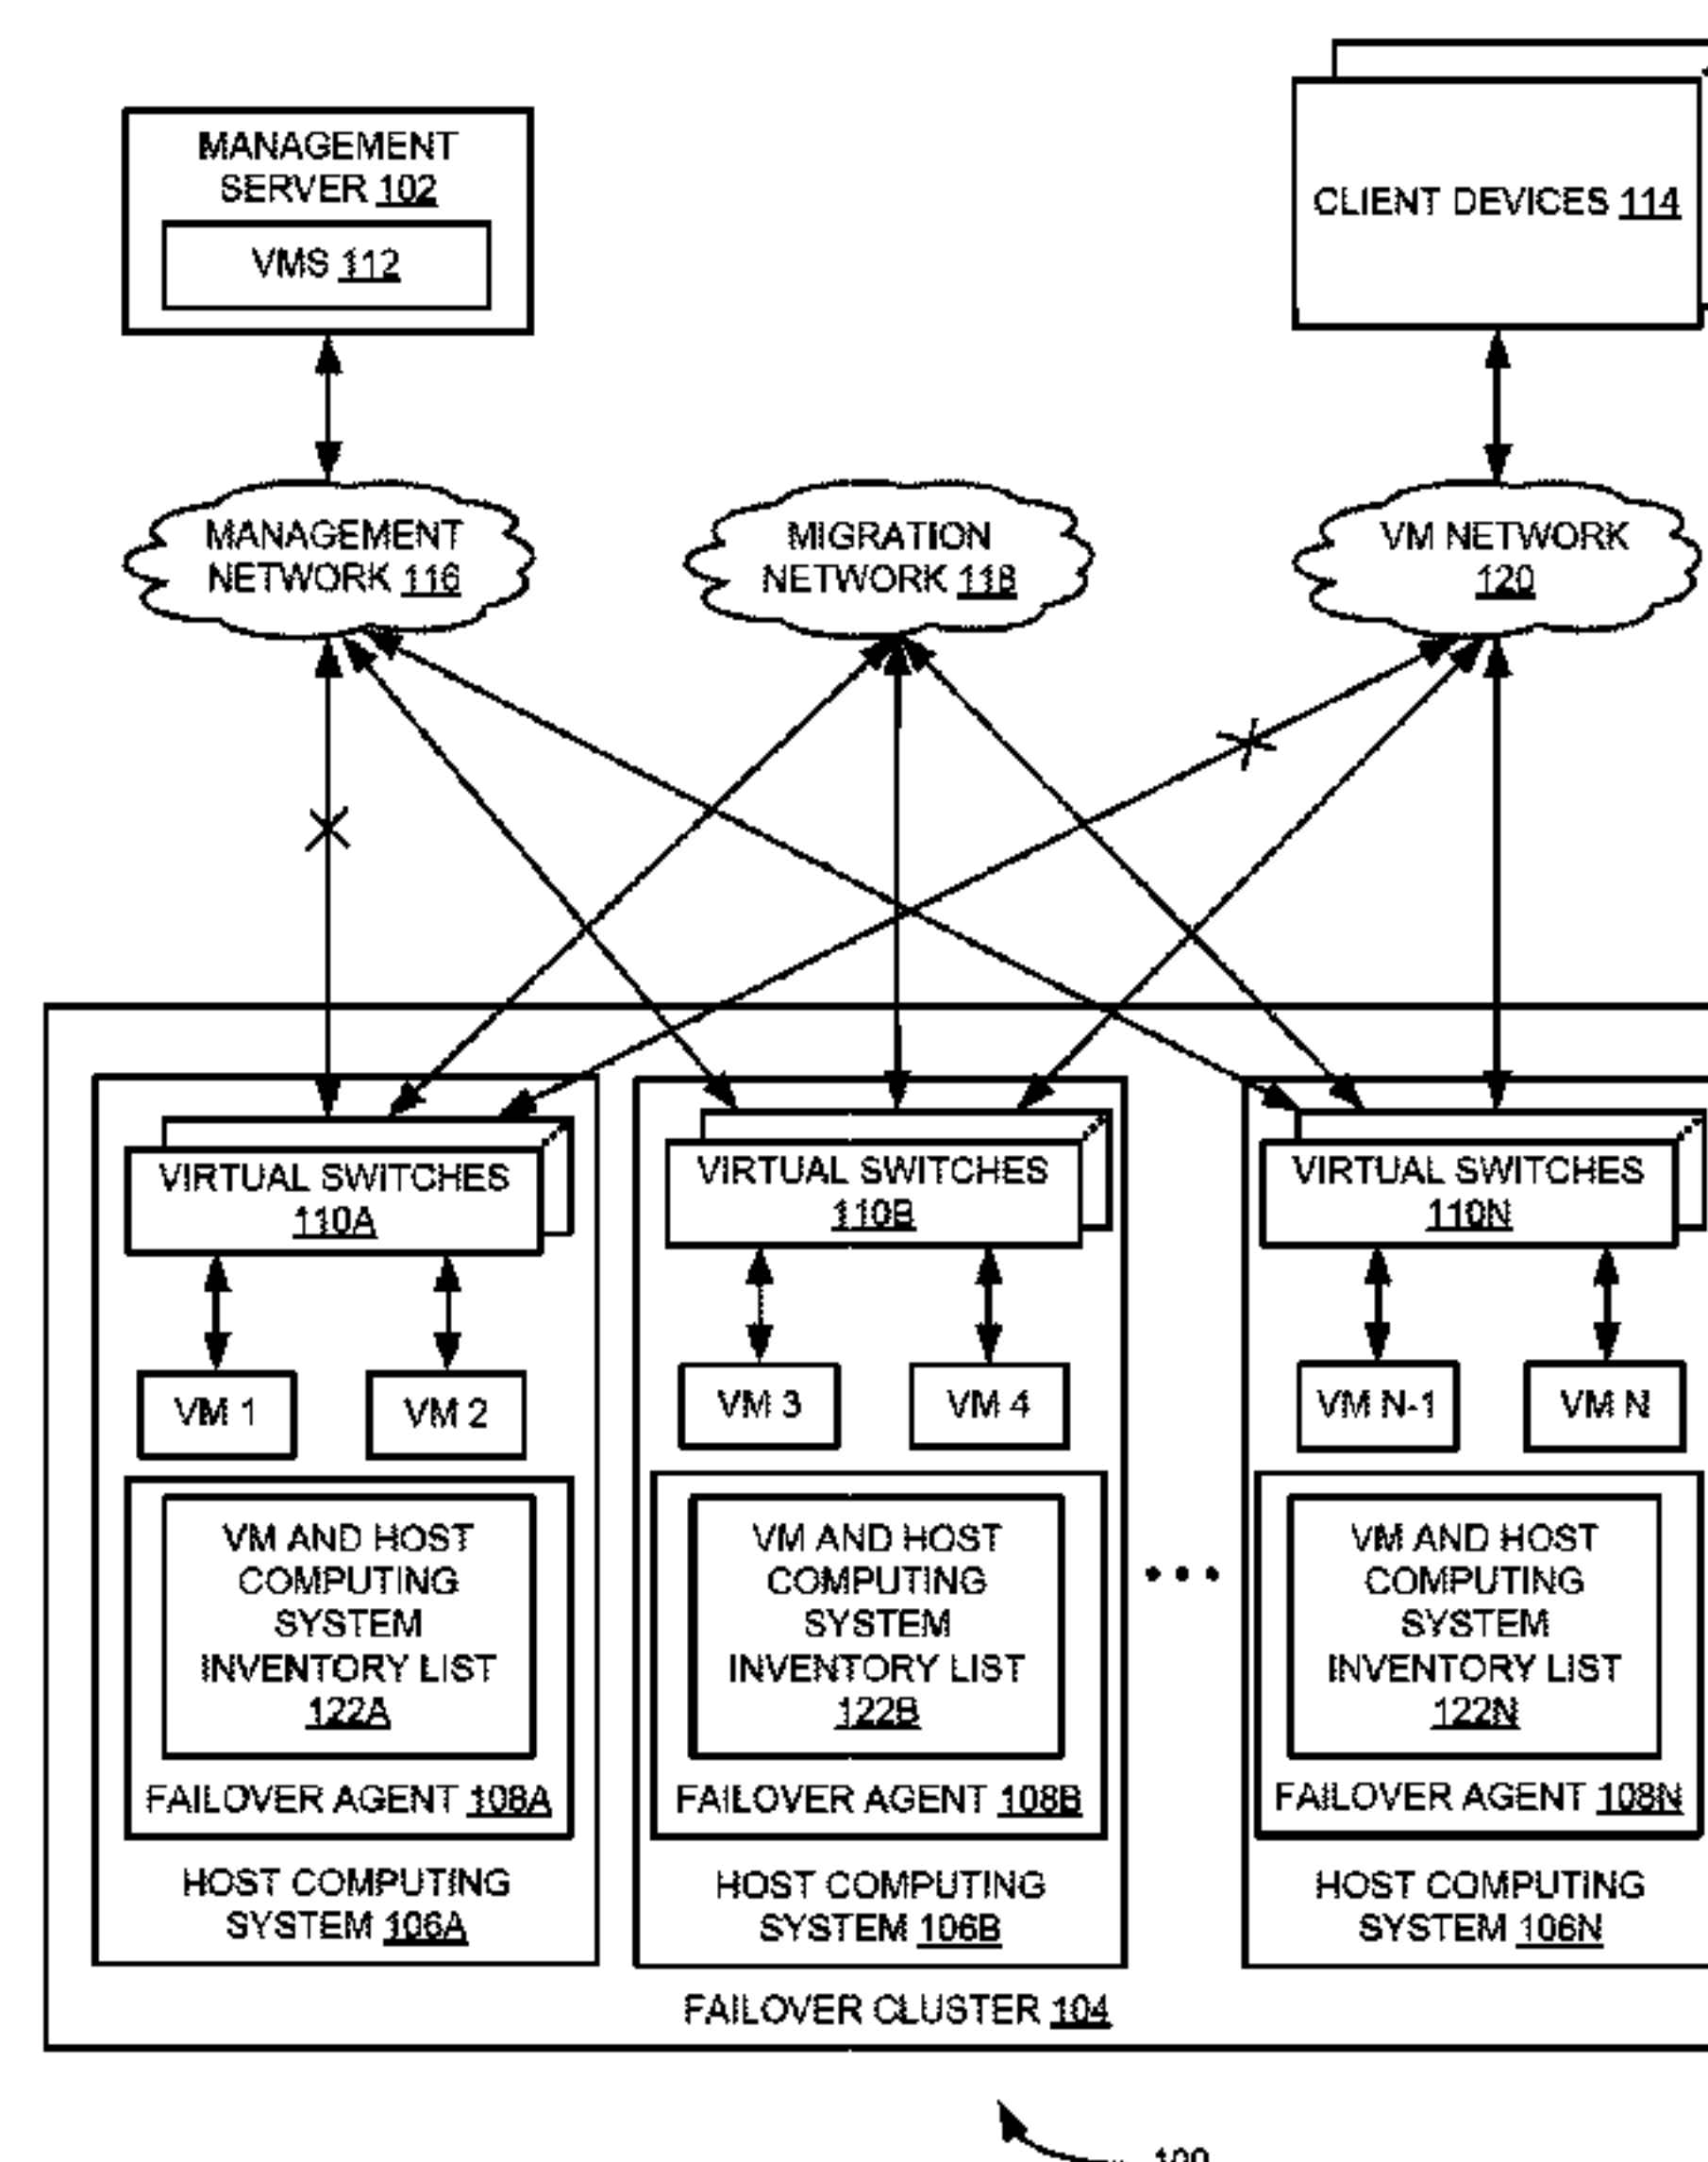 MANAGEMENT
SERVER 102
VMS 112
CLIENT DEVICES 114
MANAGEMENT
NETWORK 116
MIGRATION
NETWORK 118
VM NETWORK
120
VIRTUAL SWITCHES
110A
VIRTUAL SWITCHES
110B
VIRTUAL SWITCHES
110N
VM 1
VM 2
VM 3
VM 4
VM N-1
VM N
VM AND HOST
COMPUTING
SYSTEM
INVENTORY LIST
122A
VM AND HOST
COMPUTING
SYSTEM
INVENTORY LIST
122B
• • •
VM AND HOST
COMPUTING
SYSTEM
INVENTORY LIST
122N
FAILOVER AGENT 108A
FAILOVER AGENT 108B
FAILOVER AGENT 108N
HOST COMPUTING
SYSTEM 106A
HOST COMPUTING
SYSTEM 106B
HOST COMPUTING
SYSTEM 106N
FAILOVER CLUSTER 104